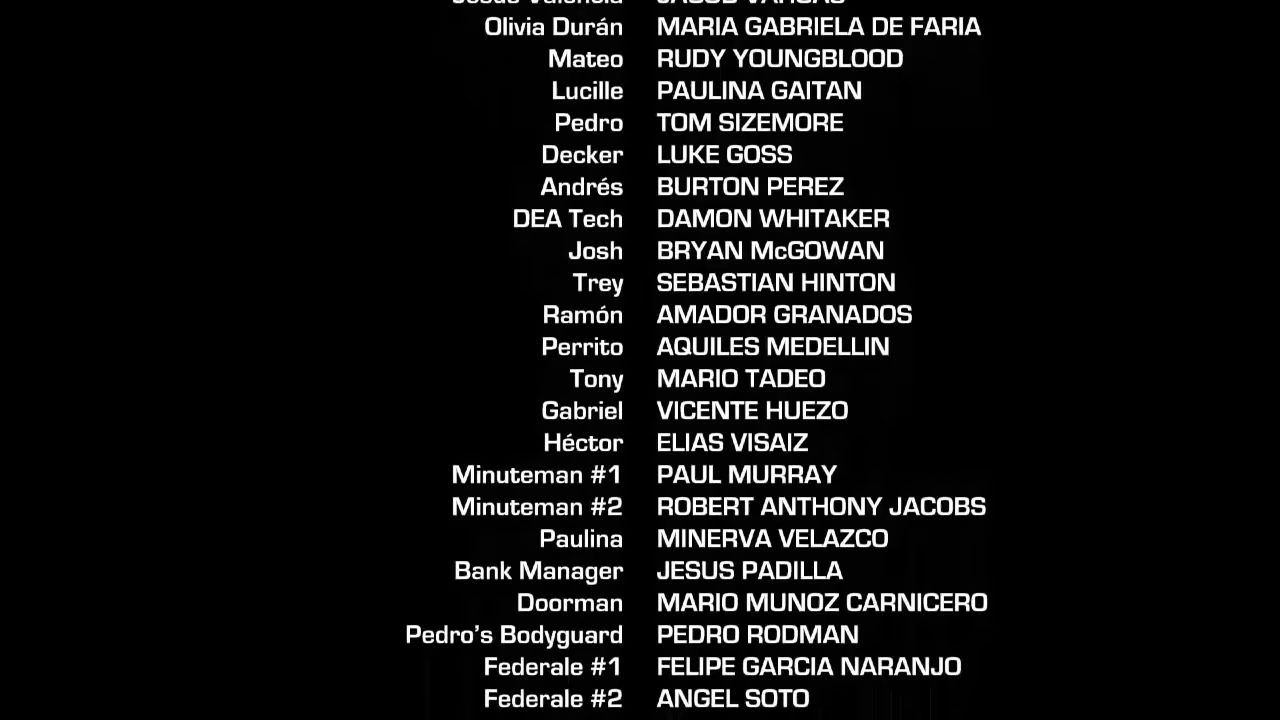 Jesús Valencia JACOB VARGAS
Olivia Durán MARIA GABRIELA DE FARIA
Mateo RUDY YOUNGBLOOD
Lucille PAULINA GAITAN
Pedro TOM SIZEMORE
Decker LUKE GOSS
Andrés BURTON PEREZ
DEA Tech DAMON WHITAKER
Josh BRYAN McGOWAN
Trey SEBASTIAN HINTON
Ramón AMADOR GRANADOS
Perrito AQUILES MEDELLIN
Tony MARIO TADEO
Gabriel VICENTE HUEZO
Héctor ELIAS VISAIZ
Minuteman #1 PAUL MURRAY
Minuteman #2 ROBERT ANTHONY JACOBS
Paulina MINERVA VELAZCO
Bank Manager JESUS PADILLA
Doorman MARIO MUNOZ CARNICERO
Pedro's Bodyguard PEDRO RODMAN
Federale #1 FELIPE GARCIA NARANJO
Federale #2 ANGEL SOTO